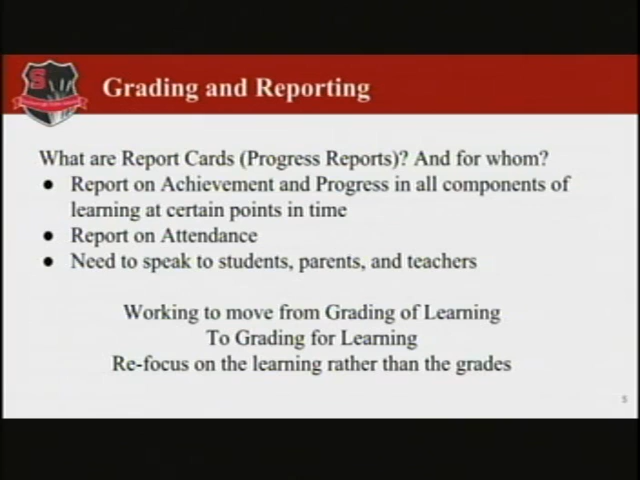 S
Grading and Reporting
What are Report Cards (Progress Reports)? And for whom?
● Report on Achievement and Progress in all components of
learning at certain points in time
● Report on Attendance
● Need to speak to students, parents, and teachers
Working to move from Grading of Learning
To Grading for Learning
Re-focus on the learning rather than the grades
5